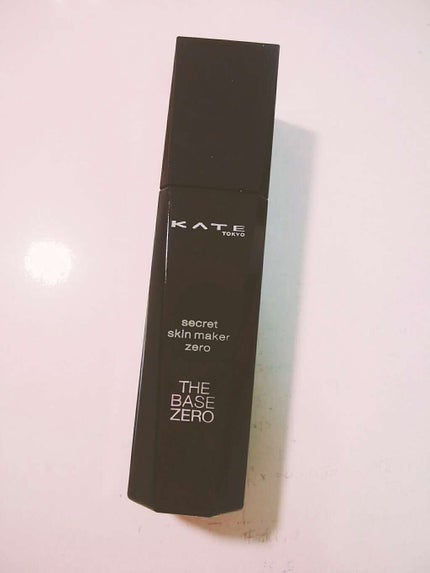 KATE
TOKYO
secret
skin maker
zero
THE
BASE
ZERO